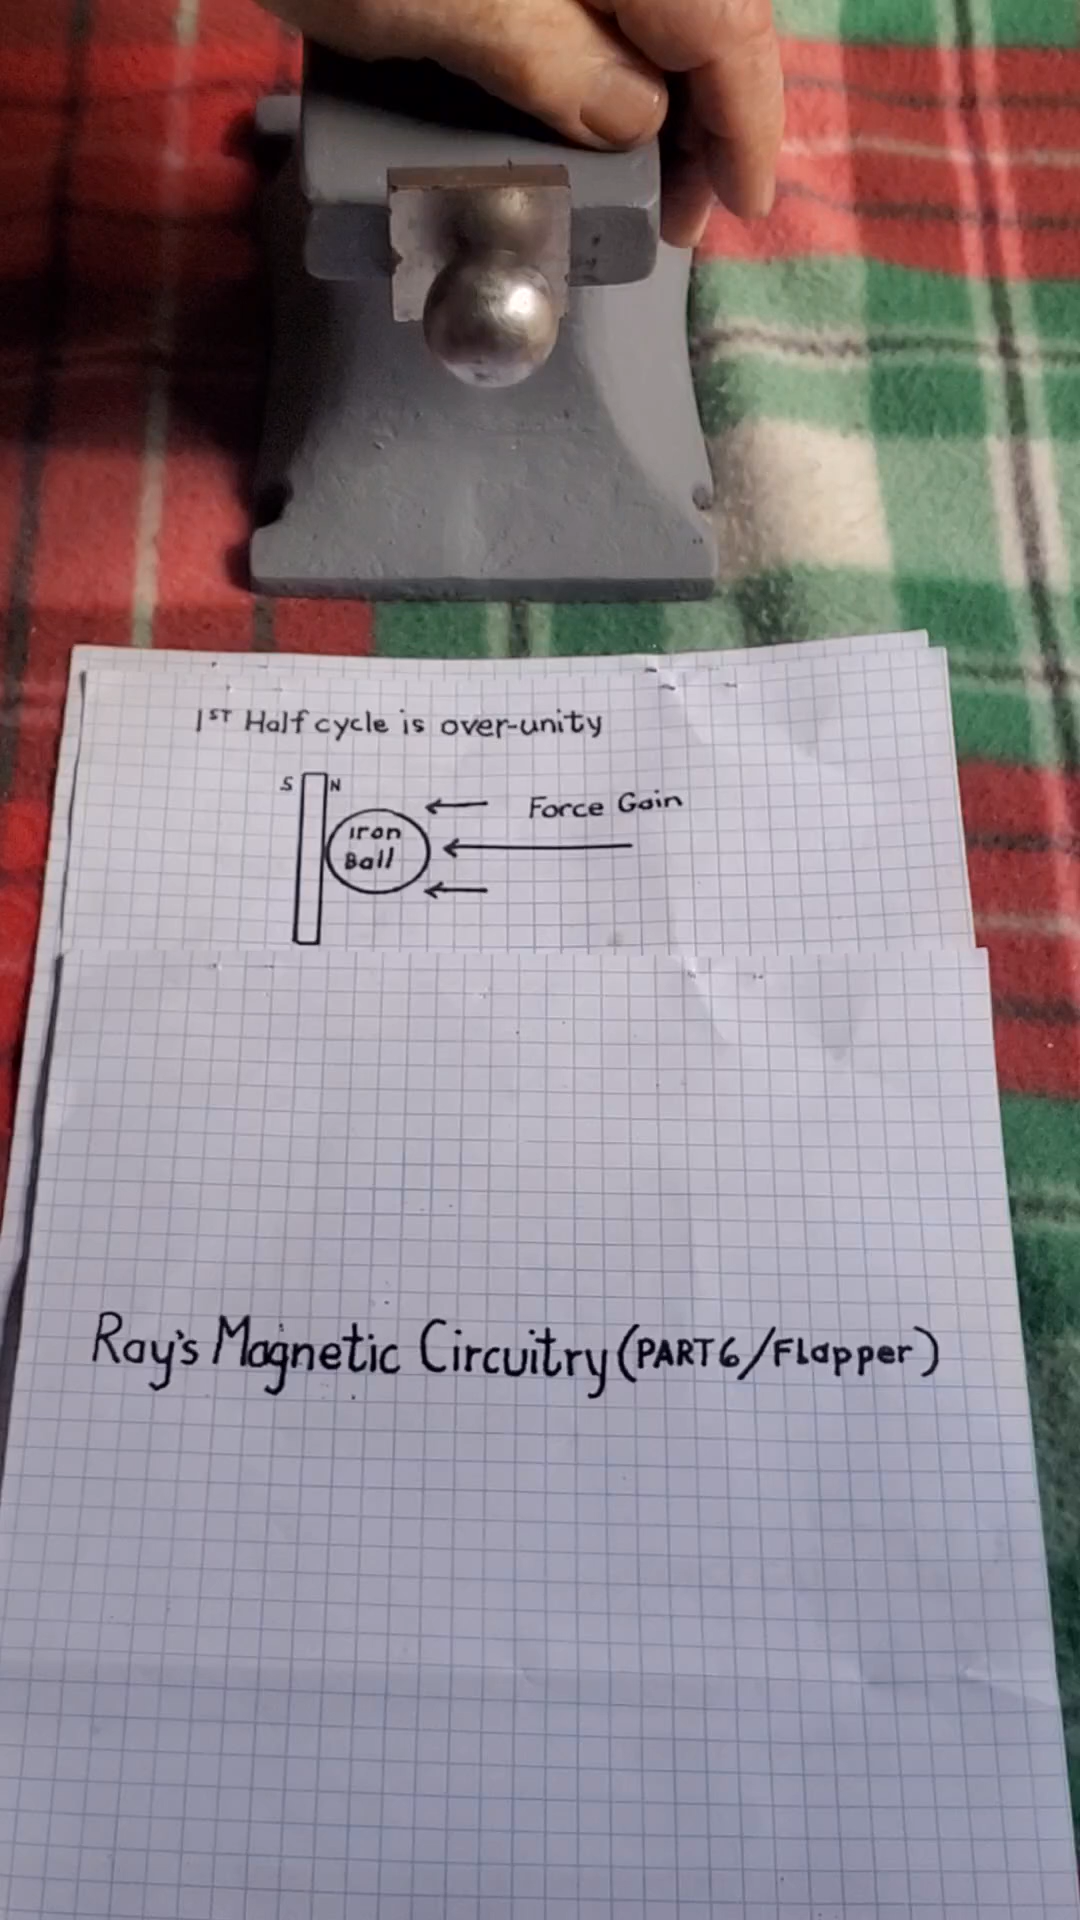 1ST Half cycle is over-unity
S N
Force Gain
Iron
Ball
Ray's Magnetic Circuitry (PART 6/Flapper)